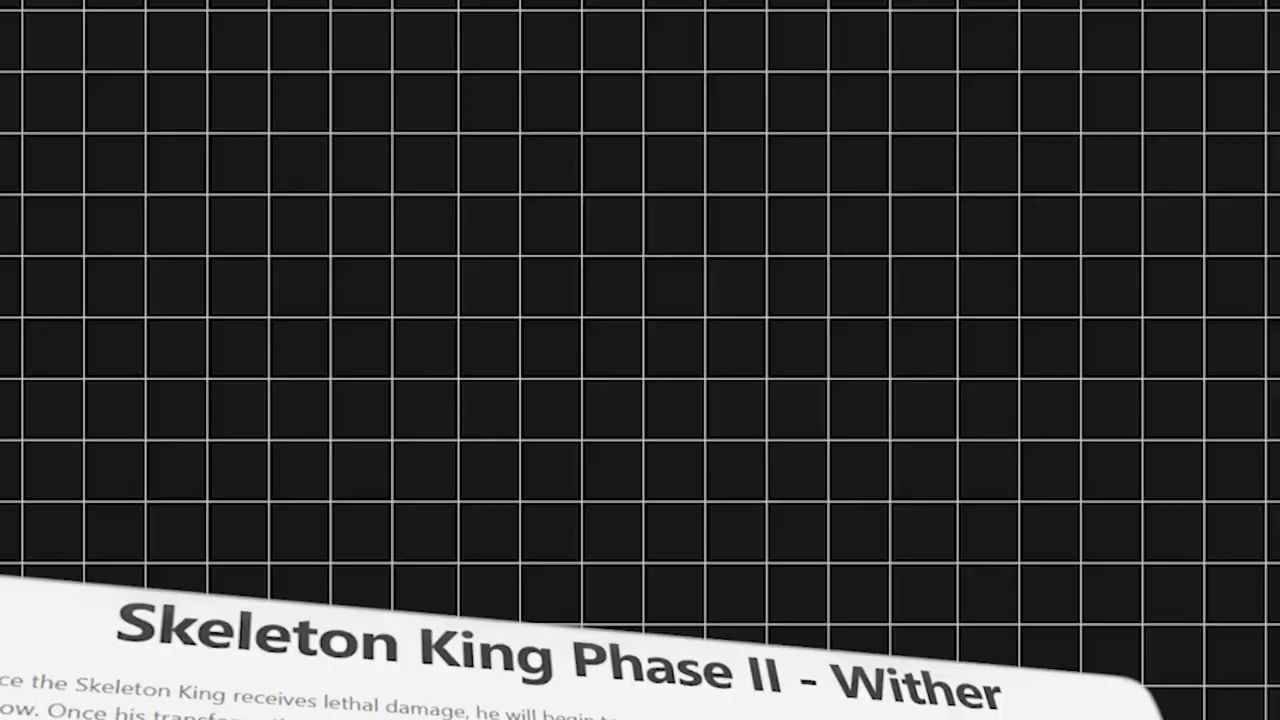 Skeleton King Phase II - Wither
ce the Skeleton King receives lethal damage, he will begin
ow. Once his